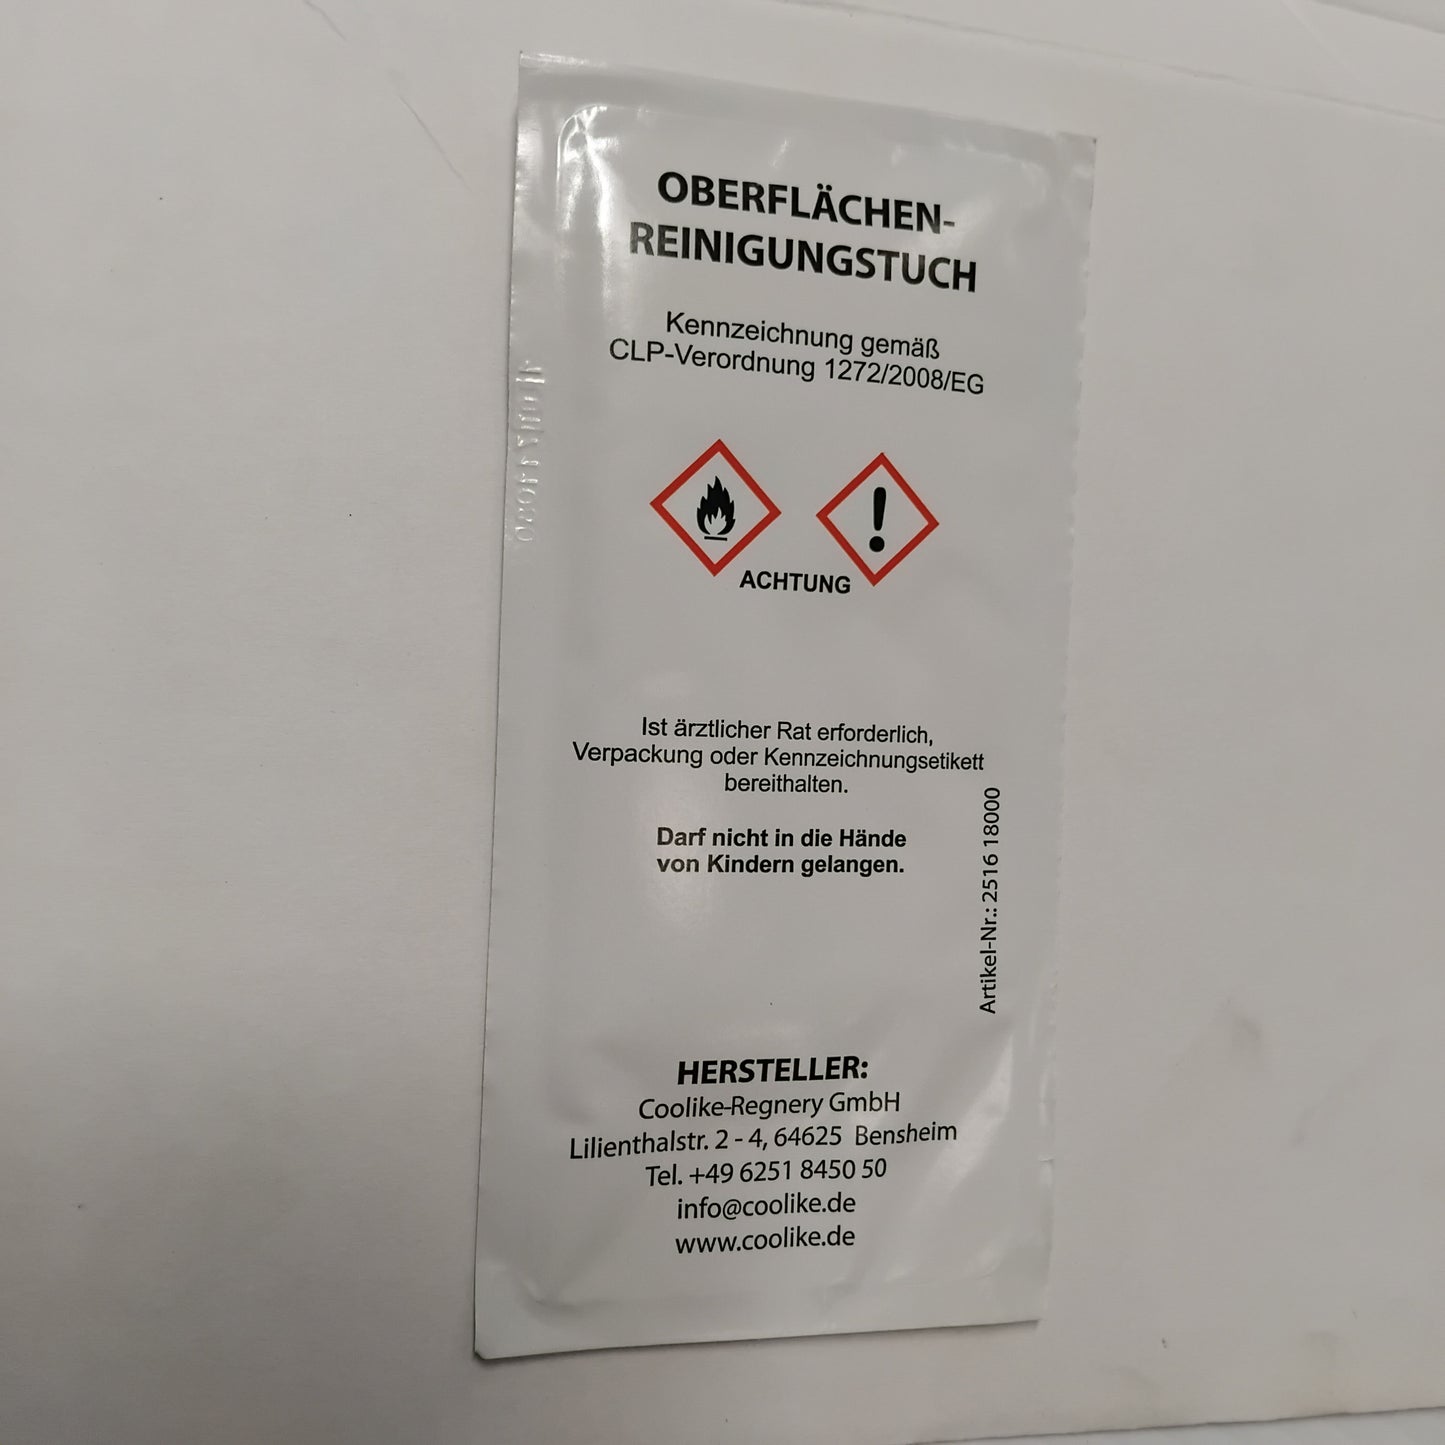 OBERFLÄCHEN-
REINIGUNGSTUCH
Kennzeichnung gemäß
CLP-Verordnung 1272/2008/EG
ACHTUNG
Ist ärztlicher Rat erforderlich,
Verpackung oder Kennzeichnungsetikett
bereithalten.
Darf nicht in die Hände
von Kindern gelangen.
Artikel-Nr.: 2516 18000
HERSTELLER:
Coolike-Regnery GmbH
Lilienthalstr. 2 - 4, 64625 Bensheim
Tel. +49 6251 8450 50
info@coolike.de
www.coolike.de